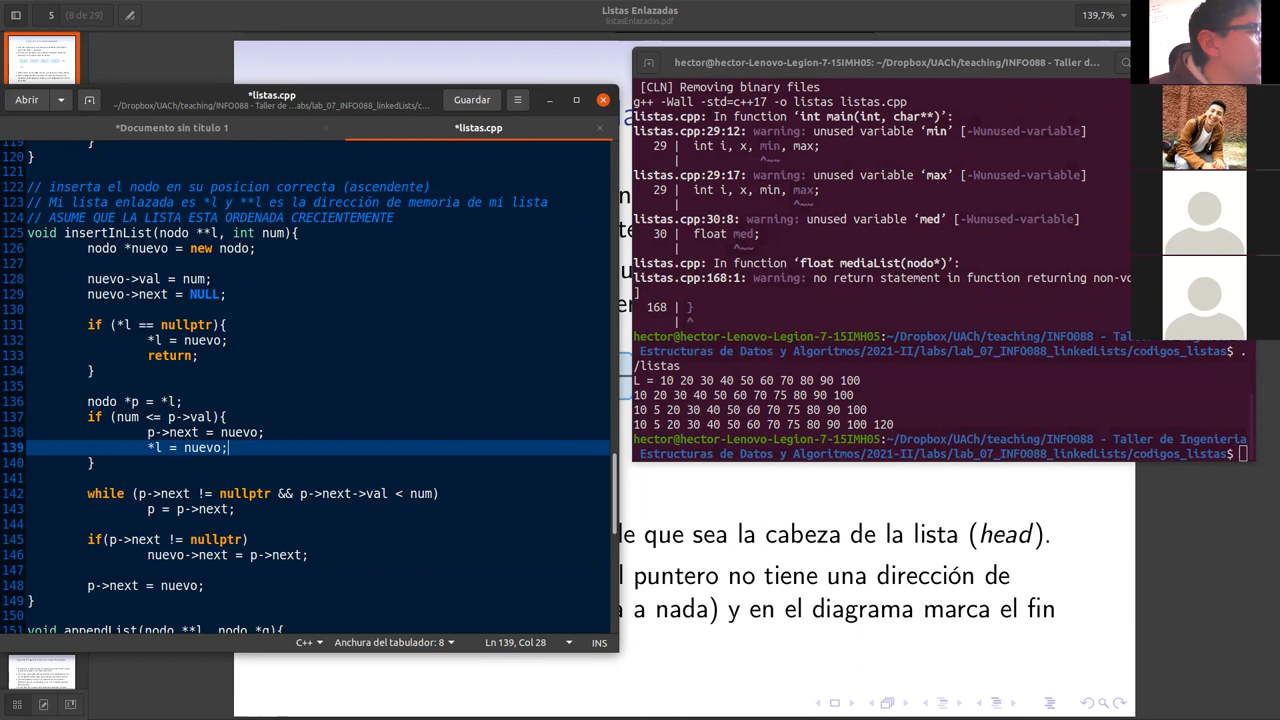 Listas Enlazadas
listasEnlazadas.pdf
5
(8 de 29)
139,7%
Abrir
*listas.cpp
~/Dropbox/UACh/teaching/INFO088 - Taller de …abs/lab_07_INFO088_linkedLists/c…
Guardar
*Documento sin título 1
*listas.cpp
119 }
120 }
121
122 // inserta el nodo en su posicion correcta (ascendente)
123 // Mi lista enlazada es *l y **l es la dirección de memoria de mi lista
124 // ASUME QUE LA LISTA ESTA ORDENADA CRECIENTEMENTE
125 void insertInList(nodo **l, int num){
126 nodo *nuevo = new nodo;
127
128 nuevo->val = num;
129 nuevo->next = NULL;
130
131 if (*l == nullptr){
132 *l = nuevo;
133 return;
134 }
135
136 nodo *p = *l;
137 if (num <= p->val){
138 p->next = nuevo;
139 *l = nuevo;
140 }
141
142 while (p->next != nullptr && p->next->val < num)
143 p = p->next;
144
145 if(p->next != nullptr)
146 nuevo->next = p->next;
147
148 p->next = nuevo;
149 }
150
151 void appendList(nodo **l, nodo *q){
C++
Anchura del tabulador: 8
Ln 139, Col 28
INS
hector@hector-Lenovo-Legion-7-15IMH05: ~/Dropbox/UACh/teaching/INFO088 - Taller d…
[CLN] Removing binary files
g++ -Wall -std=c++17 -o listas listas.cpp
listas.cpp: In function ‘int main(int, char**)’:
listas.cpp:29:12: warning: unused variable ‘min’ [-Wunused-variable]
29 | int i, x, min, max;
| ^~~
listas.cpp:29:17: warning: unused variable ‘max’ [-Wunused-variable]
29 | int i, x, min, max;
| ^~~
listas.cpp:30:8: warning: unused variable ‘med’ [-Wunused-variable]
30 | float med;
| ^~~
listas.cpp: In function ‘float mediaList(nodo*)’:
listas.cpp:168:1: warning: no return statement in function returning non-vo
]
168 | }
| ^
hector@hector-Lenovo-Legion-7-15IMH05:~/Dropbox/UACh/teaching/INFO088 - Taller de Ingenieria
Estructuras de Datos y Algoritmos/2021-II/labs/lab_07_INFO088_linkedLists/codigos_listas$ .
/listas
L = 10 20 30 40 50 60 70 80 90 100
10 20 30 40 50 60 70 75 80 90 100
10 5 20 30 40 50 60 70 75 80 90 100
10 5 20 30 40 50 60 70 75 80 90 100 120
hector@hector-Lenovo-Legion-7-15IMH05:~/Dropbox/UACh/teaching/INFO088 - Taller de Ingenieria
Estructuras de Datos y Algoritmos/2021-II/labs/lab_07_INFO088_linkedLists/codigos_listas$
de que sea la cabeza de la lista (head).
l puntero no tiene una dirección de
a a nada) y en el diagrama marca el fin